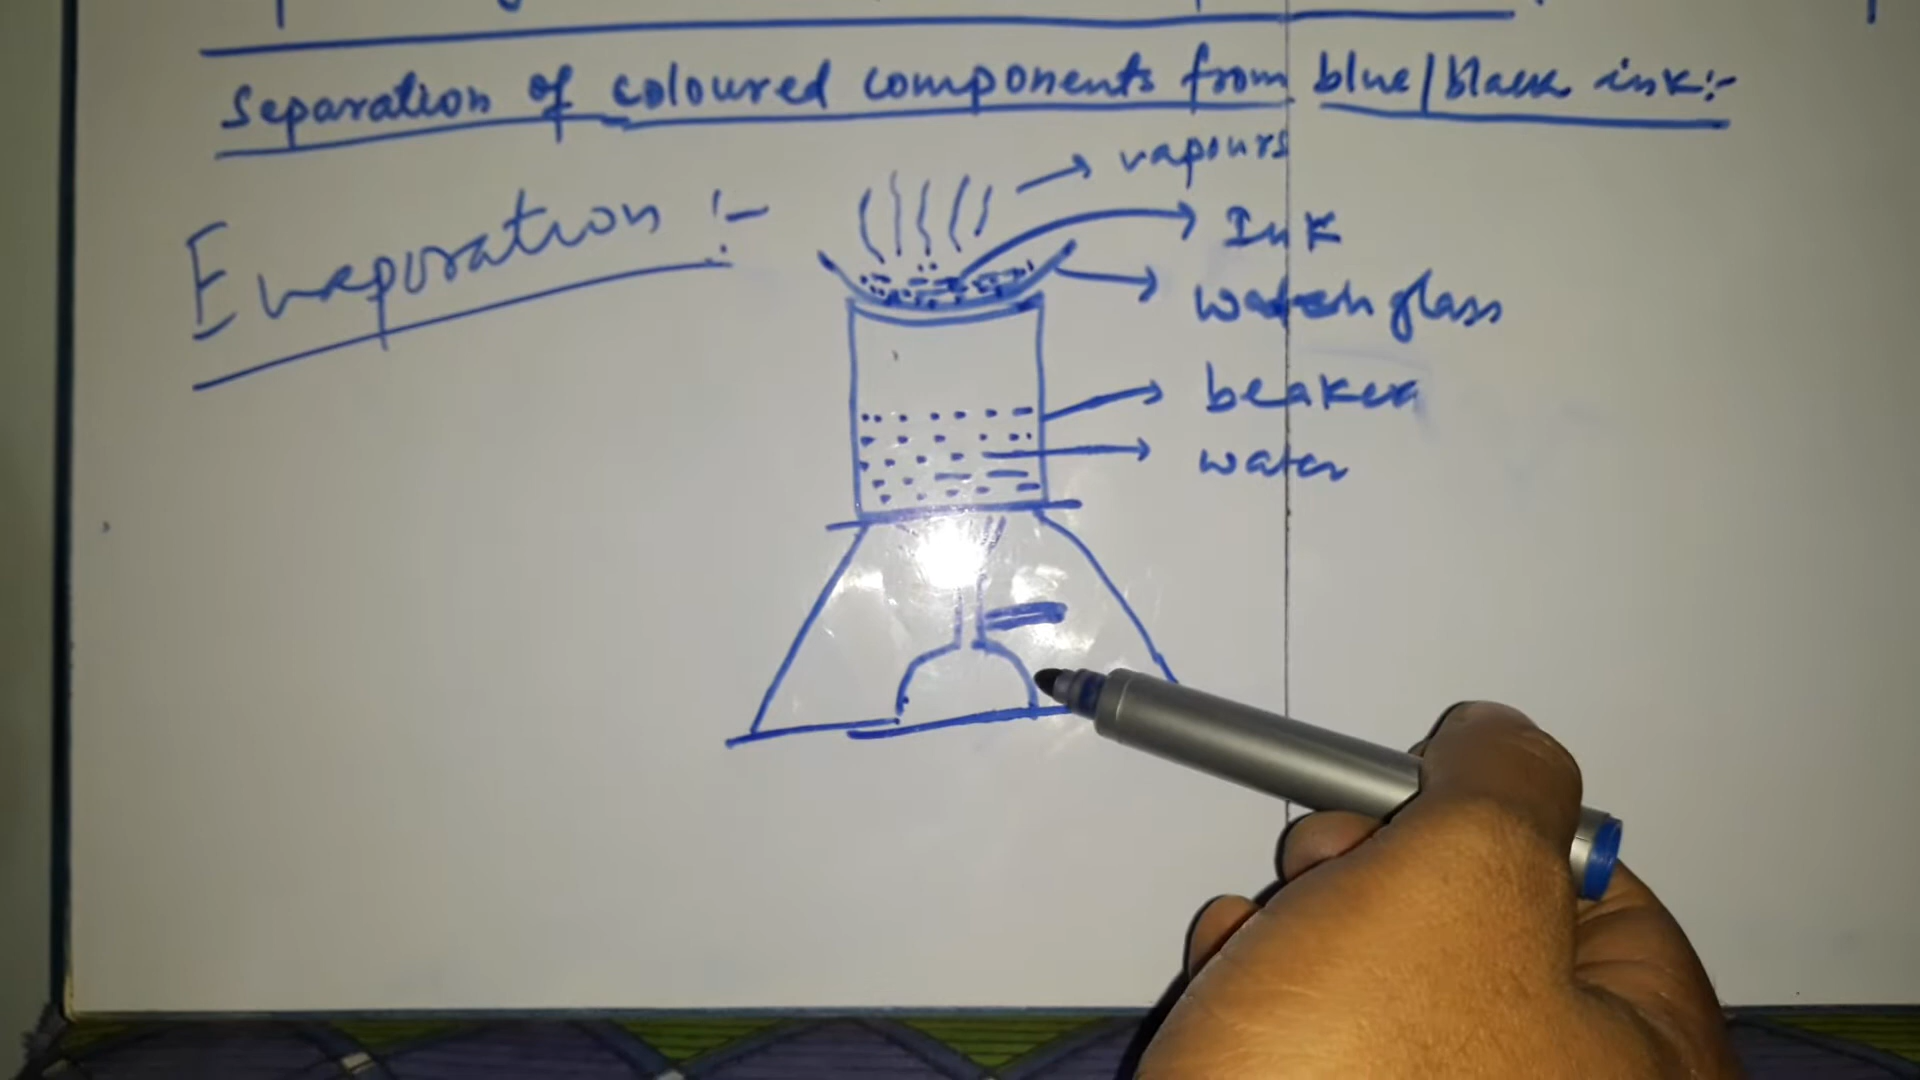 Separation of coloured components from blue/black ink:-
Evaporation :-
vapours
Ink
watch glass
beaker
water